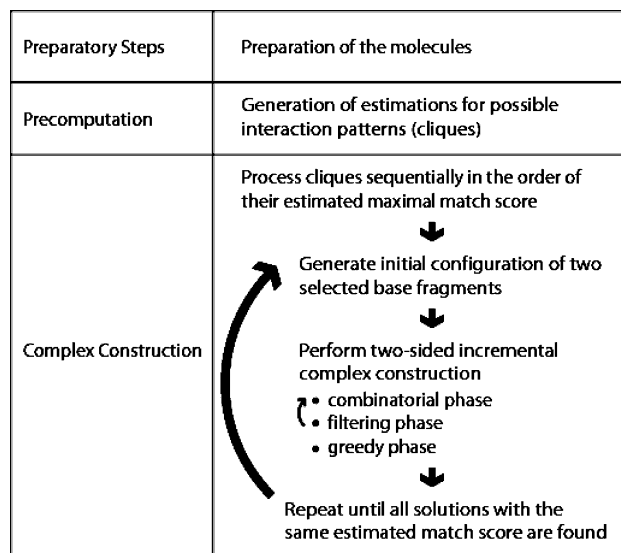 Preparatory Steps
Preparation of the molecules
Precomputation
Generation of estimations for possible
interaction patterns (cliques)
Complex Construction
Process cliques sequentially in the order of
their estimated maximal match score
Generate initial configuration of two
selected base fragments
Perform two-sided incremental
complex construction
• combinatorial phase
• filtering phase
• greedy phase
Repeat until all solutions with the
same estimated match score are found